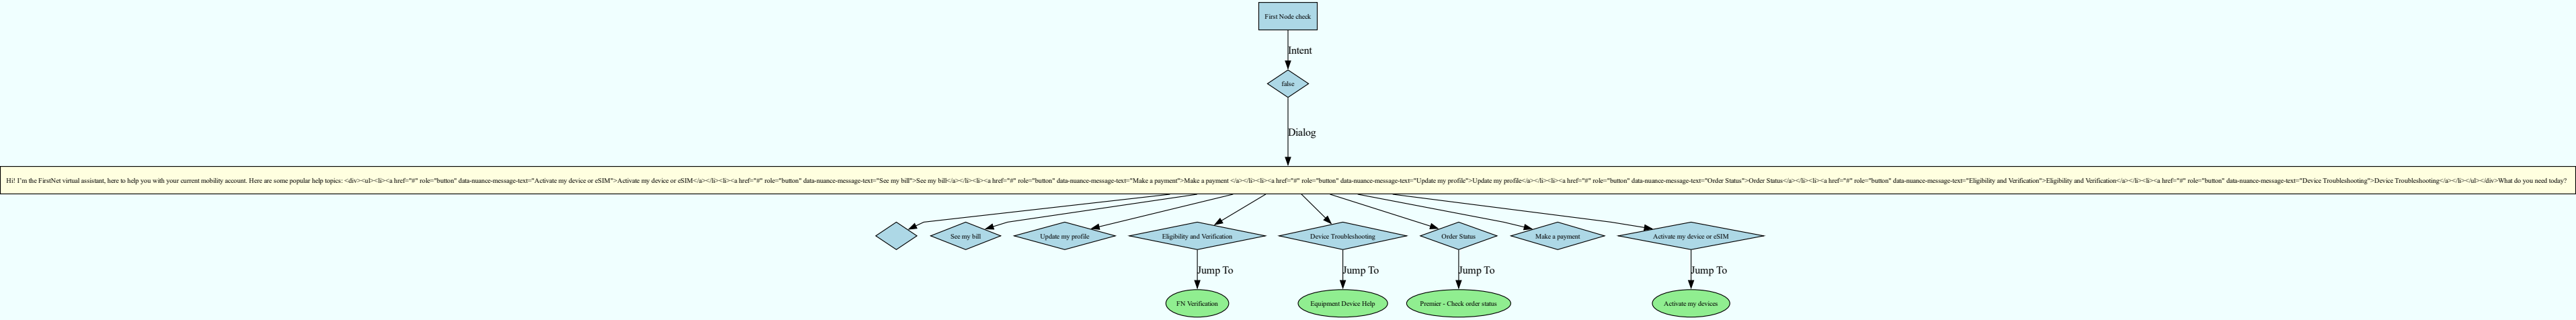 First Node check
Intent
false
Dialog
Hi! I'm the FirstNet virtual assistant, here to help you with your current mobility account. Here are some popular help topics: <div><ul><li><a href="#" role="button" data-nuance-message-text="Activate my device or eSIM">Activate my device or eSIM</a></li><li><a href="#" role="button" data-nuance-message-text="See my bill">See my bill</a></li><li><a href="#" role="button" data-nuance-message-text="Make a payment">Make a payment </a></li><li><a href="#" role="button" data-nuance-message-text="Update my profile">Update my profile</a></li><li><a href="#" role="button" data-nuance-message-text="Order Status">Order Status</a></li><li><a href="#" role="button" data-nuance-message-text="Eligibility and Verification">Eligibility and Verification</a></li><li><a href="#" role="button" data-nuance-message-text="Device Troubleshooting">Device Troubleshooting</a></li></ul></div>What do you need today?
See my bill
Update my profile
Eligibility and Verification
Device Troubleshooting
Order Status
Make a payment
Activate my device or eSIM
Jump To
Jump To
Jump To
Jump To
FN Verification
Equipment Device Help
Premier - Check order status
Activate my devices